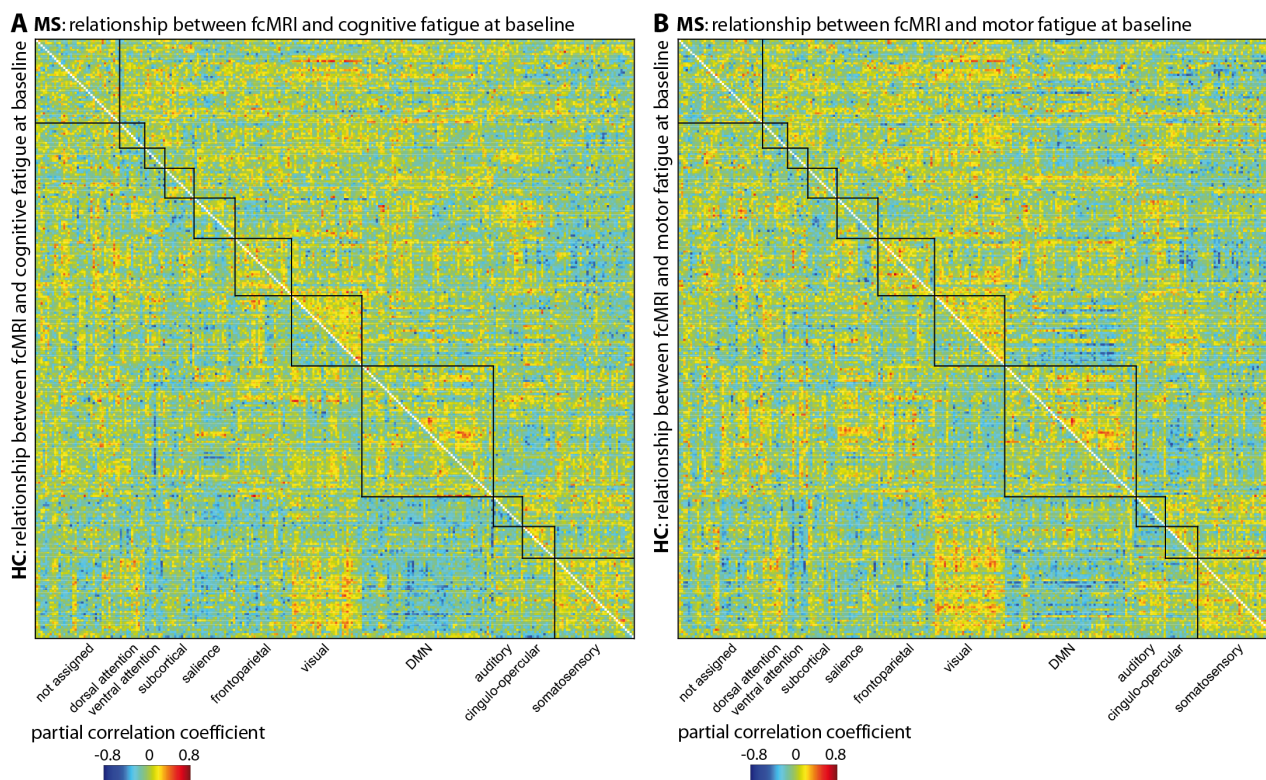 A MS: relationship between fcMRI and cognitive fatigue at baseline
HC: relationship between fcMRI and cognitive fatigue at baseline
not assigned
dorsal attention
ventral attention
subcortical
salience
frontoparietal
visual
DMN
auditory
cingulo-opercular
somatosensory
partial correlation coefficient
-0.8 0 0.8
B MS: relationship between fcMRI and motor fatigue at baseline
HC: relationship between fcMRI and motor fatigue at baseline
not assigned
dorsal attention
ventral attention
subcortical
salience
frontoparietal
visual
DMN
auditory
cingulo-opercular
somatosensory
partial correlation coefficient
-0.8 0 0.8